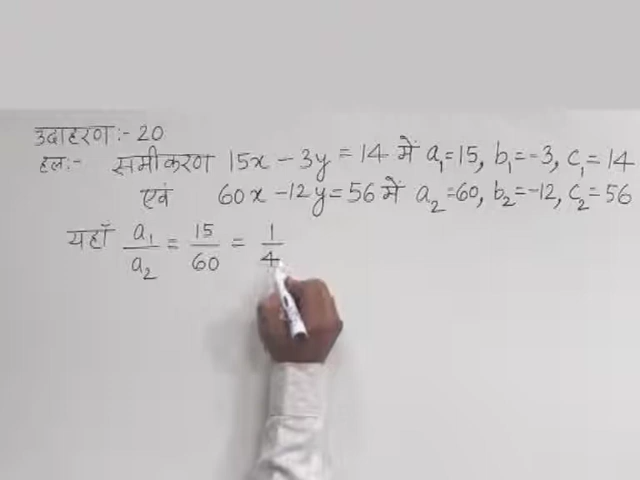 उदाहरण :- 20
हल :- समीकरण 15x - 3y = 14 में a₁=15, b₁=-3, c₁=14
एवं 60x - 12y = 56 में a₂=60, b₂=-12, c₂=56
यहाँ a₁/a₂ = 15/60 = 1/4